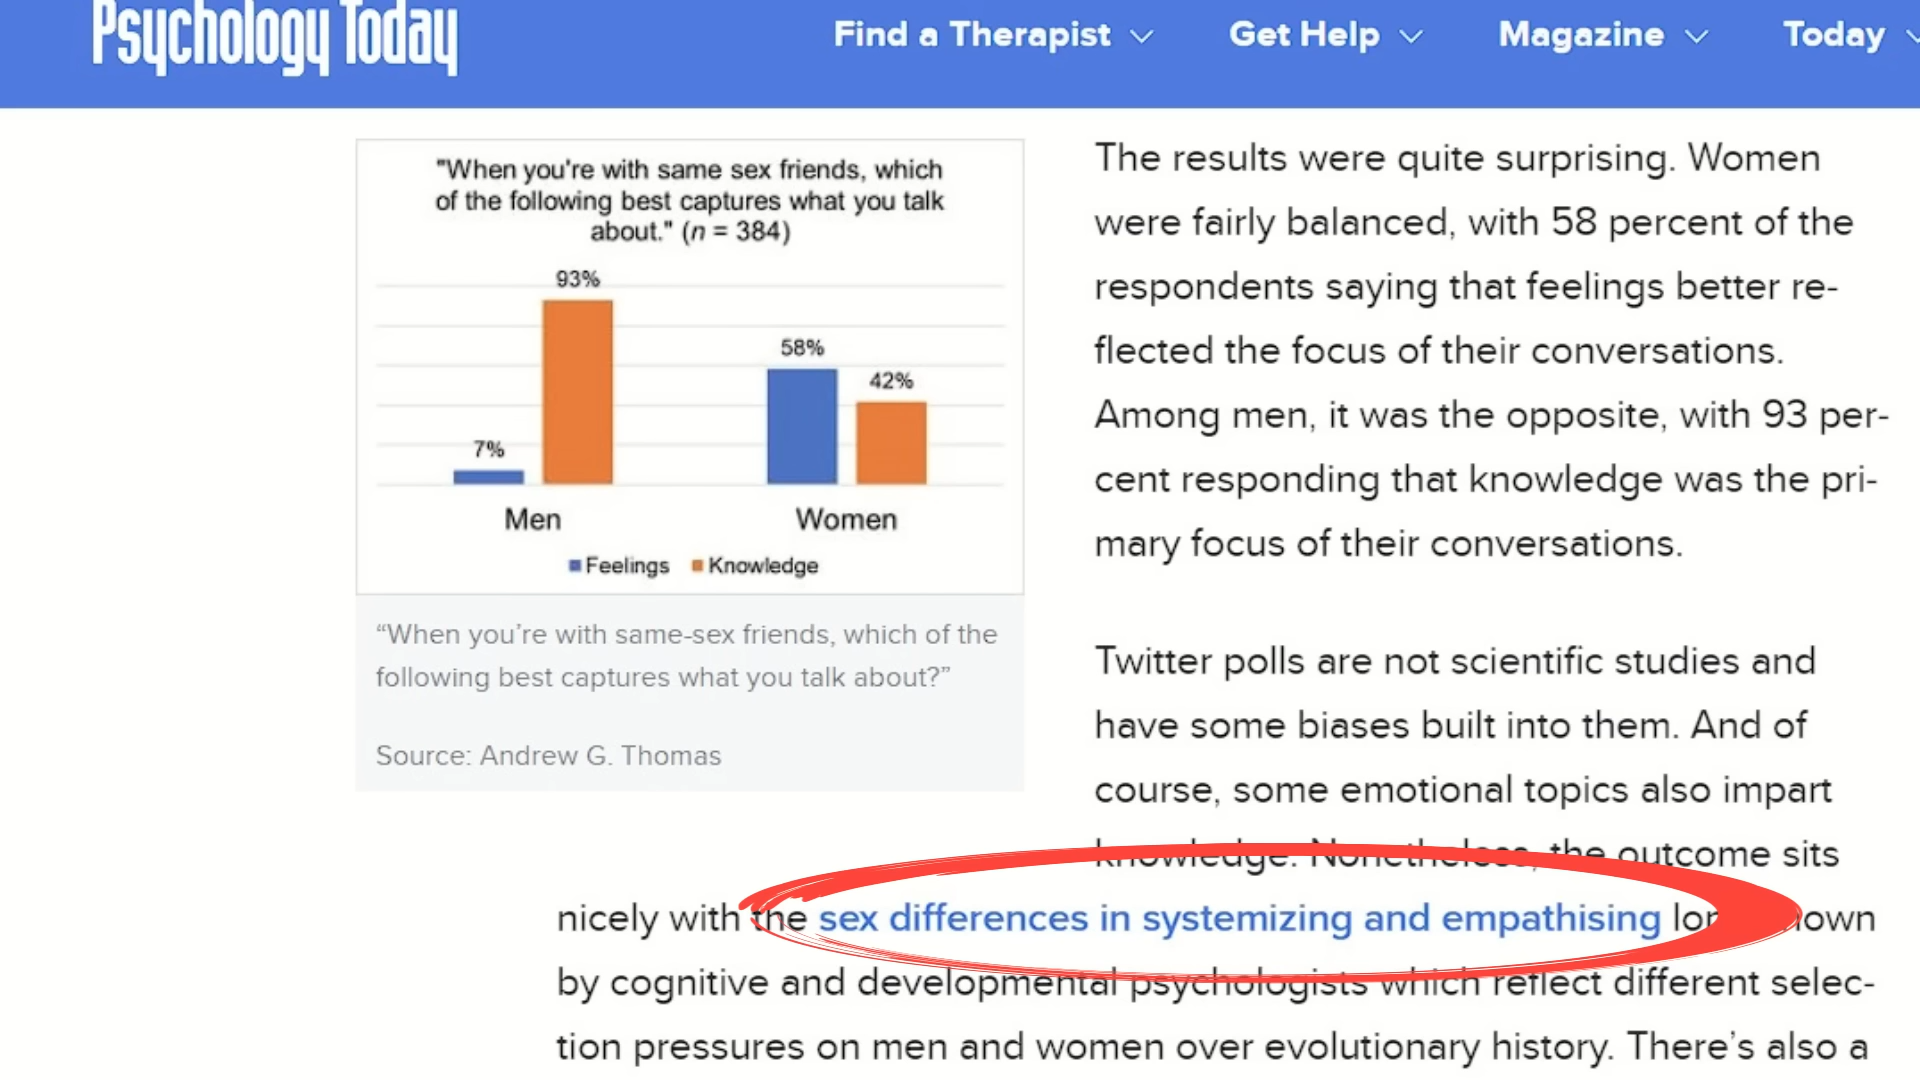 Psychology Today
Find a Therapist
Get Help
Magazine
Today
"When you're with same sex friends, which
of the following best captures what you talk
about." (n = 384)
93%
58%
42%
7%
Men
Women
Feelings
Knowledge
“When you’re with same-sex friends, which of the
following best captures what you talk about?”
Source: Andrew G. Thomas
The results were quite surprising. Women
were fairly balanced, with 58 percent of the
respondents saying that feelings better re-
flected the focus of their conversations.
Among men, it was the opposite, with 93 per-
cent responding that knowledge was the pri-
mary focus of their conversations.
Twitter polls are not scientific studies and
have some biases built into them. And of
course, some emotional topics also impart
knowledge. Nonetheless, the outcome sits
nicely with the sex differences in systemizing and empathising
by cognitive and developmental psychologists which reflect different selec-
tion pressures on men and women over evolutionary history. There’s also a